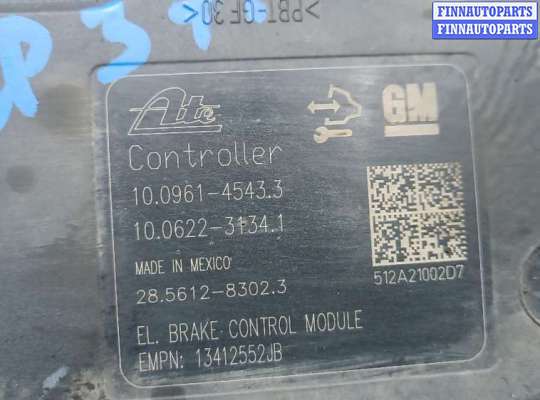 >PBT-GF30<
FINNAUTOPARTS
FINNAUTOPARTS
FINNAUTOPARTS
Ate
GM
Controller
10.0961-4543.3
10.0622-3134.1
MADE IN MEXICO
28.5612-8302.3
512A21002D7
EL. BRAKE CONTROL MODULE
EMPN: 13412552JB